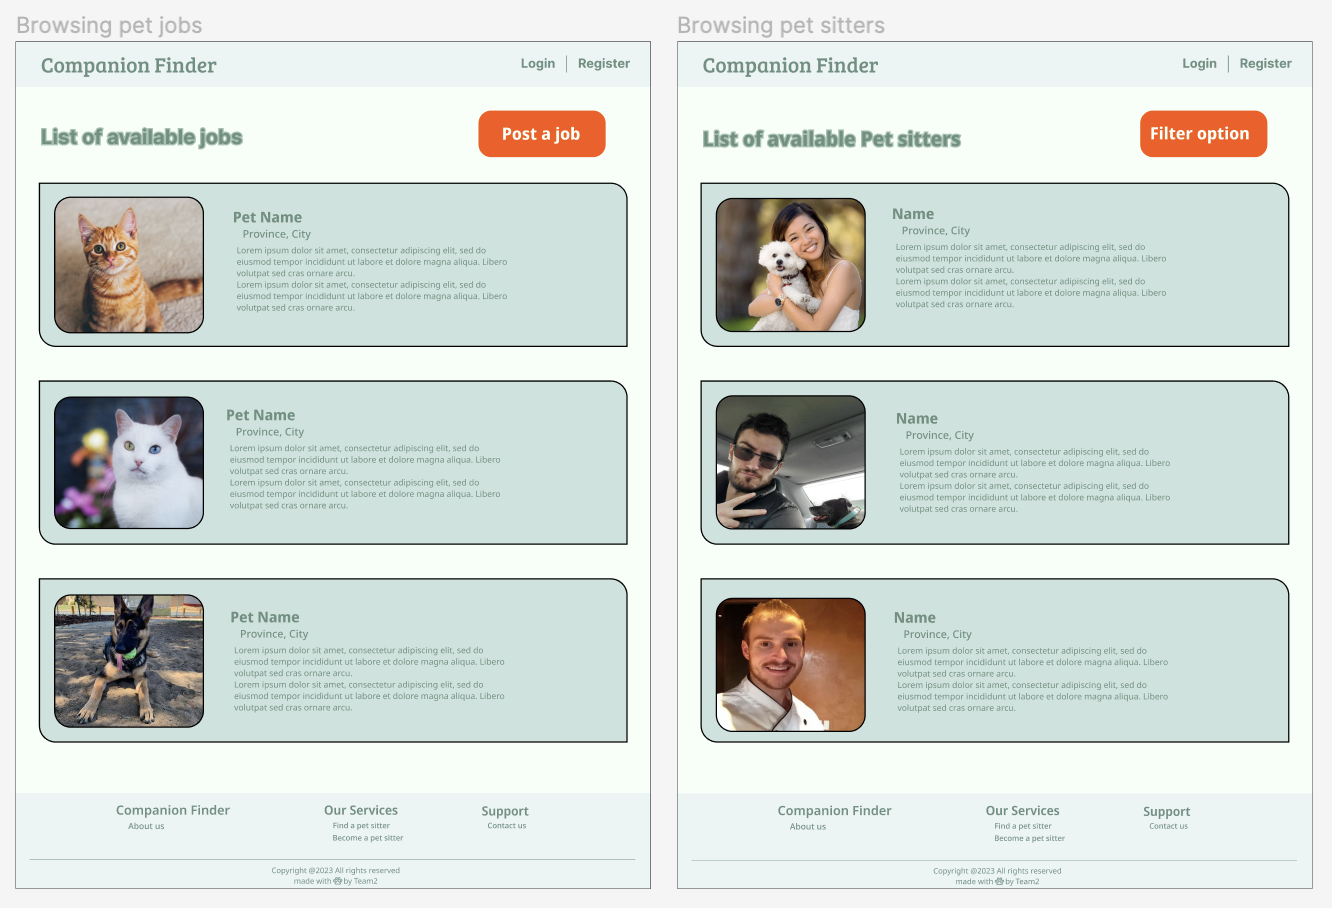 Browsing pet jobs
Companion Finder
Login
Register
List of available jobs
Post a job
Pet Name
Province, City
Lorem ipsum dolor sit amet, consectetur adipiscing elit, sed do
eiusmod tempor incididunt ut labore et dolore magna aliqua. Libero
volutpat sed cras ornare arcu.
Lorem ipsum dolor sit amet, consectetur adipiscing elit, sed do
eiusmod tempor incididunt ut labore et dolore magna aliqua. Libero
volutpat sed cras ornare arcu.
Pet Name
Province, City
Lorem ipsum dolor sit amet, consectetur adipiscing elit, sed do
eiusmod tempor incididunt ut labore et dolore magna aliqua. Libero
volutpat sed cras ornare arcu.
Lorem ipsum dolor sit amet, consectetur adipiscing elit, sed do
eiusmod tempor incididunt ut labore et dolore magna aliqua. Libero
volutpat sed cras ornare arcu.
Pet Name
Province, City
Lorem ipsum dolor sit amet, consectetur adipiscing elit, sed do
eiusmod tempor incididunt ut labore et dolore magna aliqua. Libero
volutpat sed cras ornare arcu.
Lorem ipsum dolor sit amet, consectetur adipiscing elit, sed do
eiusmod tempor incididunt ut labore et dolore magna aliqua. Libero
volutpat sed cras ornare arcu.
Companion Finder
About us
Our Services
Find a pet sitter
Become a pet sitter
Support
Contact us
Copyright @2023 All rights reserved
made with by Team2
Browsing pet sitters
Companion Finder
Login
Register
List of available Pet sitters
Filter option
Name
Province, City
Lorem ipsum dolor sit amet, consectetur adipiscing elit, sed do
eiusmod tempor incididunt ut labore et dolore magna aliqua. Libero
volutpat sed cras ornare arcu.
Lorem ipsum dolor sit amet, consectetur adipiscing elit, sed do
eiusmod tempor incididunt ut labore et dolore magna aliqua. Libero
volutpat sed cras ornare arcu.
Name
Province, City
Lorem ipsum dolor sit amet, consectetur adipiscing elit, sed do
eiusmod tempor incididunt ut labore et dolore magna aliqua. Libero
volutpat sed cras ornare arcu.
Lorem ipsum dolor sit amet, consectetur adipiscing elit, sed do
eiusmod tempor incididunt ut labore et dolore magna aliqua. Libero
volutpat sed cras ornare arcu.
Name
Province, City
Lorem ipsum dolor sit amet, consectetur adipiscing elit, sed do
eiusmod tempor incididunt ut labore et dolore magna aliqua. Libero
volutpat sed cras ornare arcu.
Lorem ipsum dolor sit amet, consectetur adipiscing elit, sed do
eiusmod tempor incididunt ut labore et dolore magna aliqua. Libero
volutpat sed cras ornare arcu.
Companion Finder
About us
Our Services
Find a pet sitter
Become a pet sitter
Support
Contact us
Copyright @2023 All rights reserved
made with by Team2